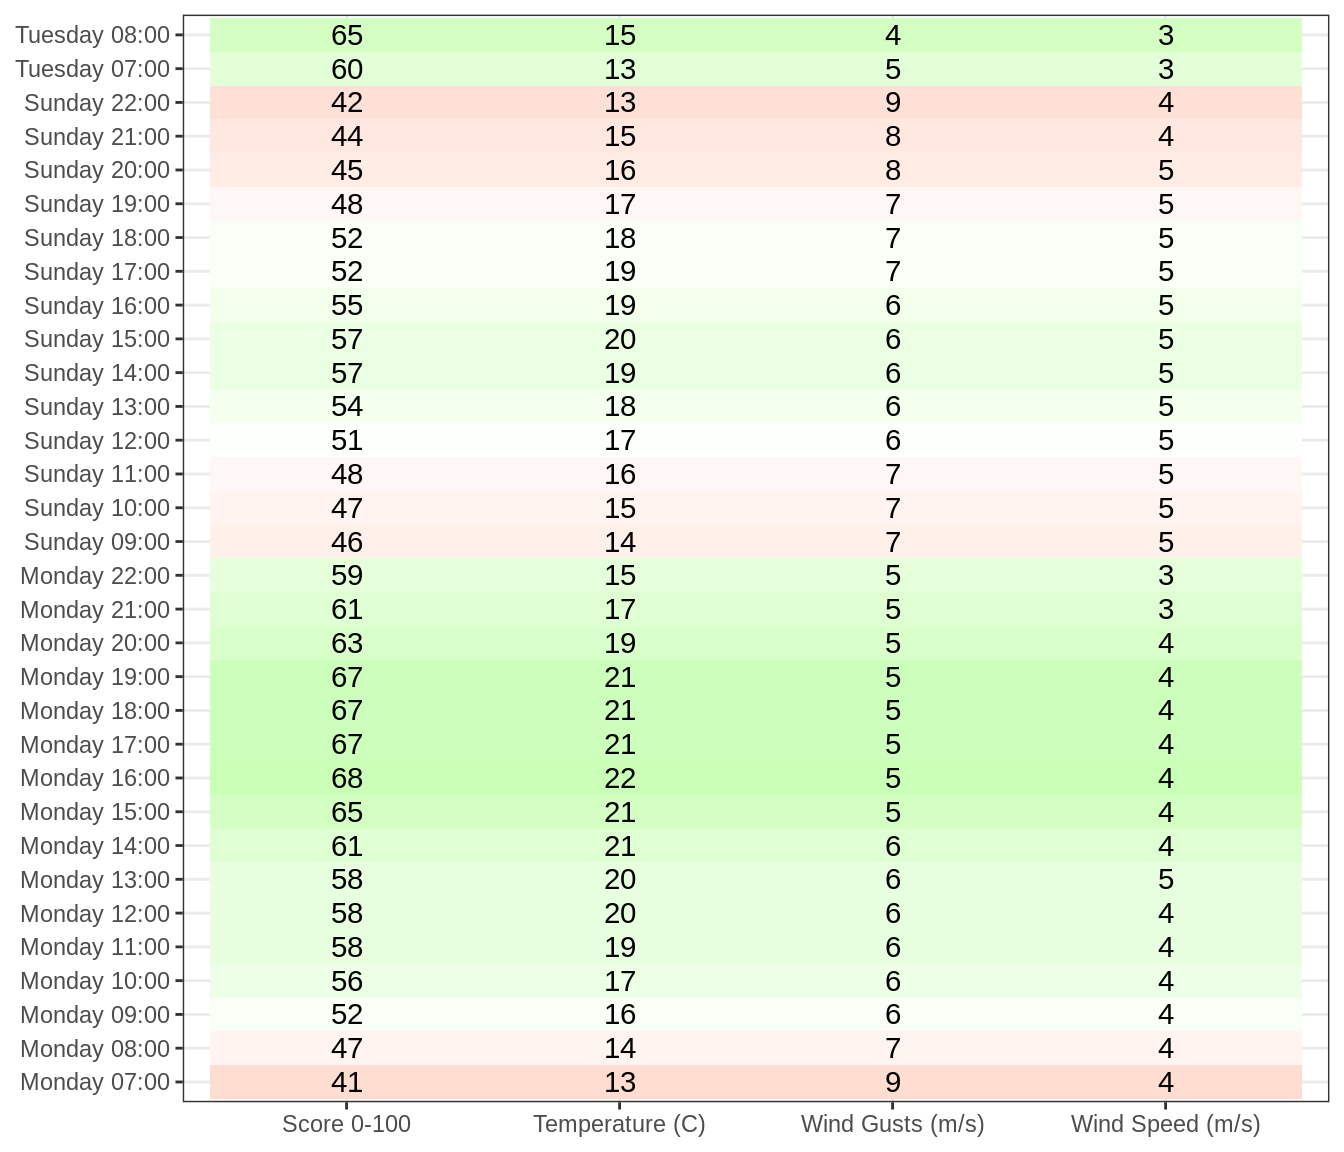 Tuesday 08:00 65 15 4 3
Tuesday 07:00 60 13 5 3
Sunday 22:00 42 13 9 4
Sunday 21:00 44 15 8 4
Sunday 20:00 45 16 8 5
Sunday 19:00 48 17 7 5
Sunday 18:00 52 18 7 5
Sunday 17:00 52 19 7 5
Sunday 16:00 55 19 6 5
Sunday 15:00 57 20 6 5
Sunday 14:00 57 19 6 5
Sunday 13:00 54 18 6 5
Sunday 12:00 51 17 6 5
Sunday 11:00 48 16 7 5
Sunday 10:00 47 15 7 5
Sunday 09:00 46 14 7 5
Monday 22:00 59 15 5 3
Monday 21:00 61 17 5 3
Monday 20:00 63 19 5 4
Monday 19:00 67 21 5 4
Monday 18:00 67 21 5 4
Monday 17:00 67 21 5 4
Monday 16:00 68 22 5 4
Monday 15:00 65 21 5 4
Monday 14:00 61 21 6 4
Monday 13:00 58 20 6 5
Monday 12:00 58 20 6 4
Monday 11:00 58 19 6 4
Monday 10:00 56 17 6 4
Monday 09:00 52 16 6 4
Monday 08:00 47 14 7 4
Monday 07:00 41 13 9 4
Score 0-100 Temperature (C) Wind Gusts (m/s) Wind Speed (m/s)